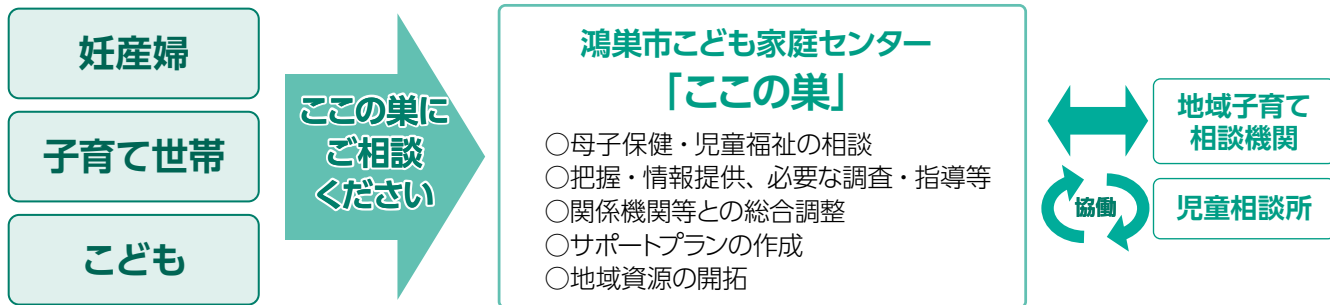 妊産婦
子育て世帯
こども
ここの巣に
ご相談
ください
鴻巣市こども家庭センター
「ここの巣」
○母子保健・児童福祉の相談
○把握・情報提供、必要な調査・指導等
○関係機関等との総合調整
○サポートプランの作成
○地域資源の開拓
地域子育て
相談機関
協働
児童相談所